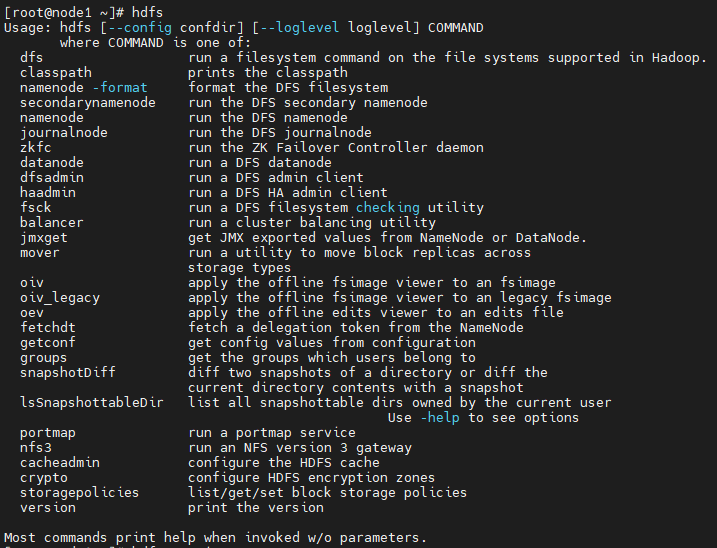 [root@node1 ~]# hdfs
Usage: hdfs [--config confdir] [--loglevel loglevel] COMMAND
       where COMMAND is one of:
  dfs                  run a filesystem command on the file systems supported in Hadoop.
  classpath            prints the classpath
  namenode -format     format the DFS filesystem
  secondarynamenode    run the DFS secondary namenode
  namenode             run the DFS namenode
  journalnode          run the DFS journalnode
  zkfc                 run the ZK Failover Controller daemon
  datanode             run a DFS datanode
  dfsadmin             run a DFS admin client
  haadmin              run a DFS HA admin client
  fsck                 run a DFS filesystem checking utility
  balancer             run a cluster balancing utility
  jmxget               get JMX exported values from NameNode or DataNode.
  mover                run a utility to move block replicas across
                       storage types
  oiv                  apply the offline fsimage viewer to an fsimage
  oiv_legacy           apply the offline fsimage viewer to an legacy fsimage
  oev                  apply the offline edits viewer to an edits file
  fetchdt              fetch a delegation token from the NameNode
  getconf              get config values from configuration
  groups               get the groups which users belong to
  snapshotDiff         diff two snapshots of a directory or diff the
                       current directory contents with a snapshot
  lsSnapshottableDir   list all snapshottable dirs owned by the current user
                                                Use -help to see options
  portmap              run a portmap service
  nfs3                 run an NFS version 3 gateway
  cacheadmin           configure the HDFS cache
  crypto               configure HDFS encryption zones
  storagepolicies      list/get/set block storage policies
  version              print the version

Most commands print help when invoked w/o parameters.